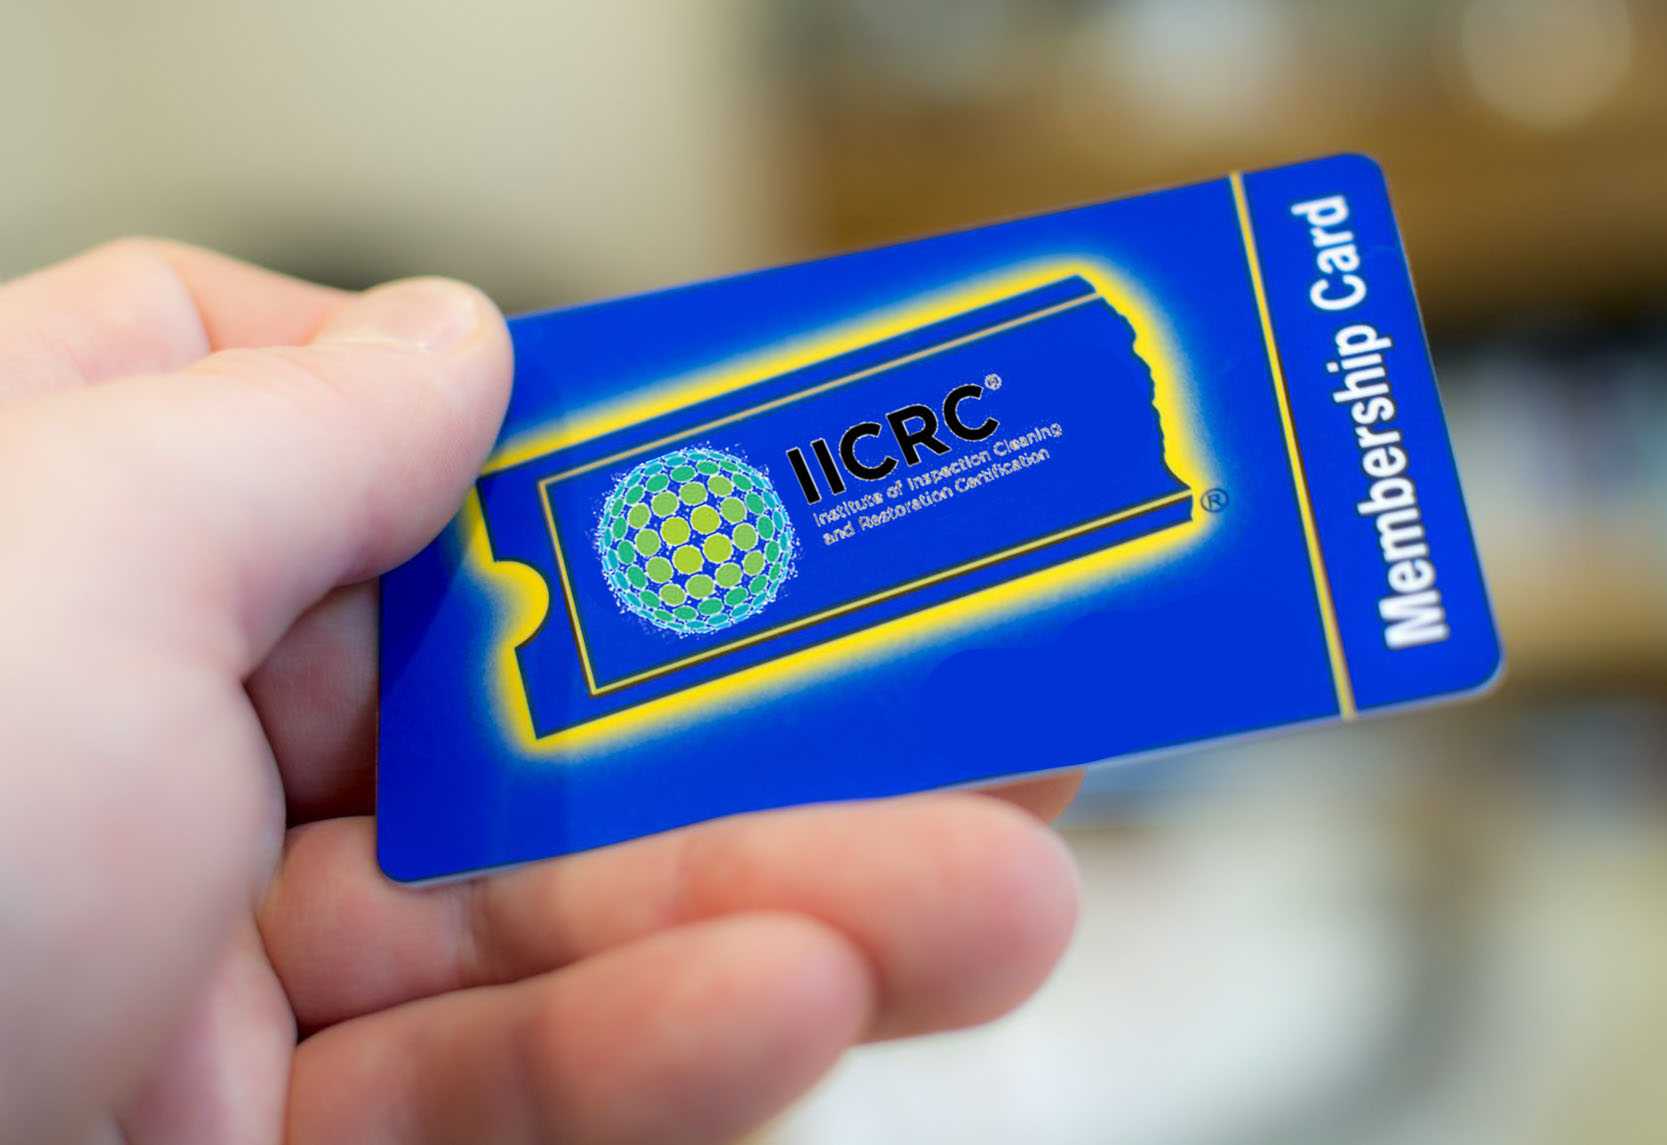 IICRC®
Institute of Inspection Cleaning
and Restoration Certification
®
Membership Card